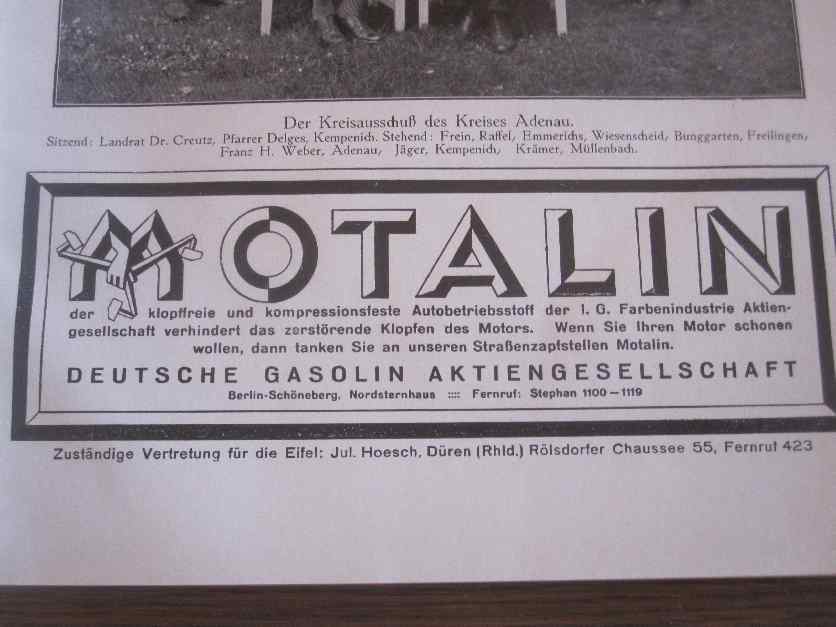 Der Kreisausschuß des Kreises Adenau.
Sitzend: Landrat Dr. Creutz, Pfarrer Delges, Kempenich. Stehend: Frein, Raffel, Emmerichs, Wiesenscheid, Bunggarten, Freilingen,
Franz H. Weber, Adenau, Jäger, Kempenich, Krämer, Müllenbach.
MOTALIN
der klopffreie und kompressionsfeste Autobetriebsstoff der I. G. Farbenindustrie Aktien-
gesellschaft verhindert das zerstörende Klopfen des Motors. Wenn Sie Ihren Motor schonen
wollen, dann tanken Sie an unseren Straßenzapfstellen Motalin.
DEUTSCHE GASOLIN AKTIENGESELLSCHAFT
Berlin-Schöneberg, Nordsternhaus :::: Fernruf: Stephan 1100—1119
Zuständige Vertretung für die Eifel: Jul. Hoesch, Düren (Rhld.) Rölsdorfer Chaussee 55, Fernruf 423